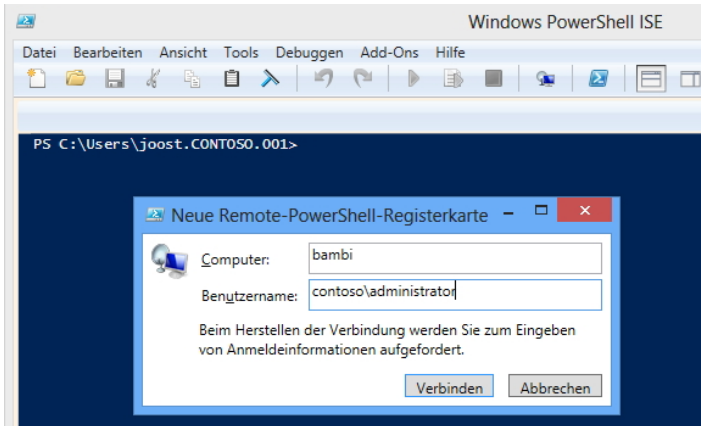 Windows PowerShell ISE
Datei Bearbeiten Ansicht Tools Debuggen Add-Ons Hilfe
PS C:\Users\joost.CONTOSO.001>
Neue Remote-PowerShell-Registerkarte
Computer: bambi
Benutzername: contoso\administrator
Beim Herstellen der Verbindung werden Sie zum Eingeben
von Anmeldeinformationen aufgefordert.
Verbinden Abbrechen